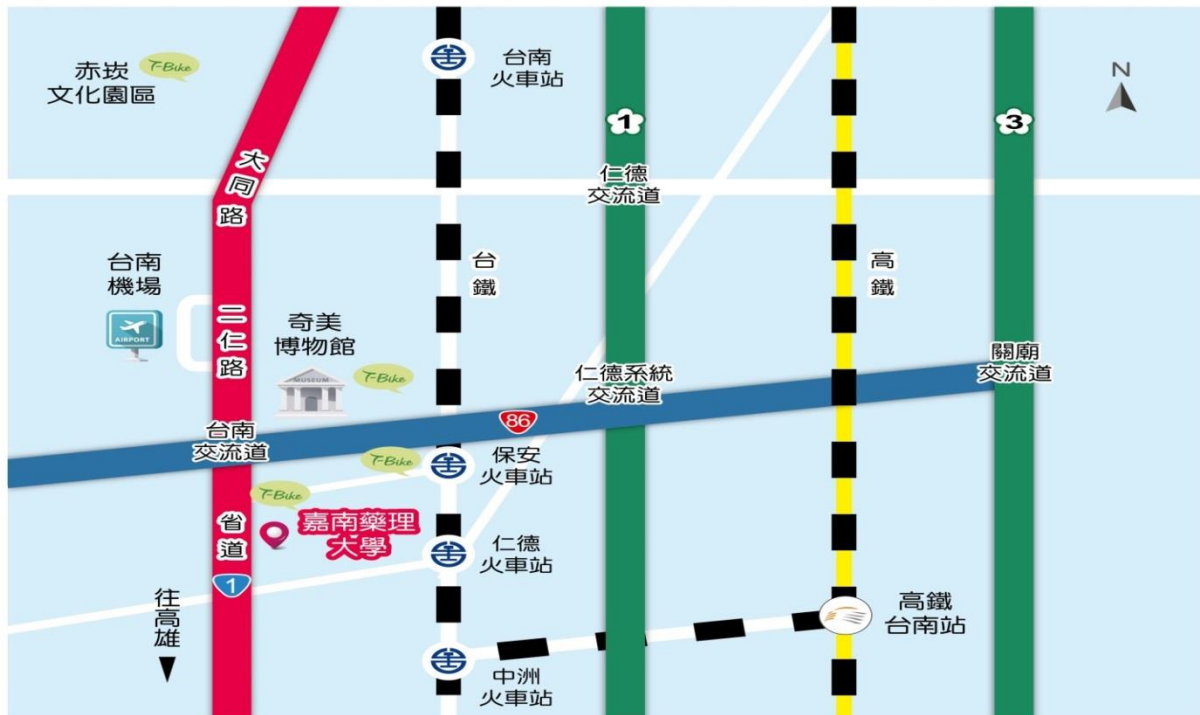 赤崁
文化園區
T-Bike
台南
火車站
N
1
3
大同路
仁德
交流道
台鐵
高鐵
台南
機場
AIRPORT
二仁路
奇美
博物館
MUSEUM
T-Bike
仁德系統
交流道
關廟
交流道
86
台南
交流道
T-Bike
保安
火車站
T-Bike
省道
嘉南藥理
大學
仁德
火車站
1
往高雄
高鐵
台南站
中洲
火車站